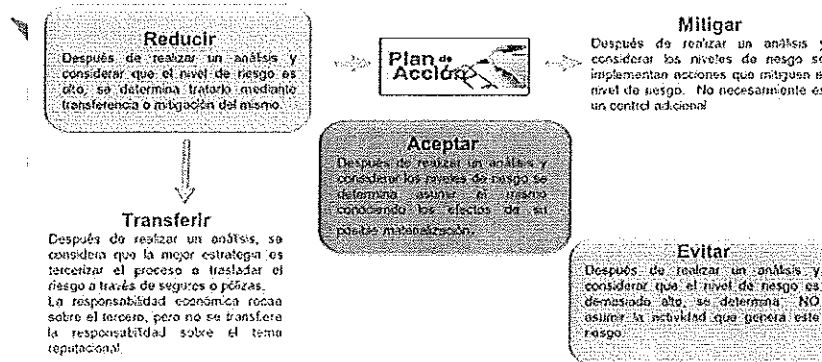 Reducir
Después de realizar un análisis y
considerar que el nivel de riesgo es
alto, se determina tratarlo mediante
transferencia o mitigación del mismo.
Plan de
Acción
Mitigar
Después de realizar un análisis y
considerar los niveles de riesgo se
implementan acciones que mitiguen el
nivel de riesgo. No necesariamente es
un control adicional
Aceptar
Después de realizar un análisis y
considerar los niveles de riesgo se
determina asumir el mismo
conociendo los efectos de su
posible materialización.
Transferir
Después de realizar un análisis, se
considera que la mejor estrategia es
tercerizar el proceso o trasladar el
riesgo a través de seguros o pólizas.
La responsabilidad económica recae
sobre el tercero, pero no se transfiere
la responsabilidad sobre el tema
reputacional.
Evitar
Después de realizar un análisis y
considerar que el nivel de riesgo es
demasiado alto, se determina NO
asumir la actividad que genera este
riesgo